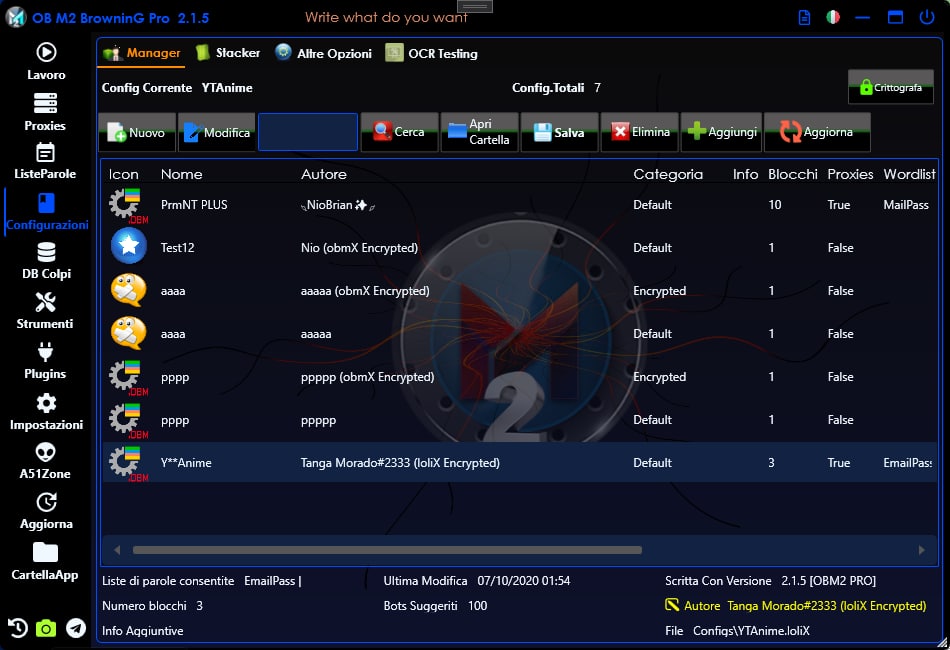 OB M2 BrowninG Pro 2.1.5
Write what do you want
Lavoro
Proxies
ListeParole
Configurazioni
DB Colpi
Strumenti
Plugins
Impostazioni
A51Zone
Aggiorna
CartellaApp
Manager Stacker Altre Opzioni OCR Testing
Config Corrente YTAnime Config.Totali 7 Crittografa
Nuovo Modifica Cerca Apri Cartella Salva Elimina Aggiungi Aggiorna
Icon Nome Autore Categoria Info Blocchi Proxies Wordlist
.OEM PrmNT PLUS NioBrian Default 10 True MailPass
Test12 Nio (obmX Encrypted) Default 1 False
aaaa aaaaa (obmX Encrypted) Encrypted 1 False
aaaa aaaaa Default 1 False
.OEM pppp ppppp (obmX Encrypted) Encrypted 1 False
.OEM pppp ppppp Default 1 False
.OEM Y**Anime Tanga Morado#2333 (loliX Encrypted) Default 3 True EmailPass
2
Liste di parole consentite EmailPass | Ultima Modifica 07/10/2020 01:54 Scritta Con Versione 2.1.5 [OBM2 PRO]
Numero blocchi 3 Bots Suggeriti 100 Autore Tanga Morado#2333 (loliX Encrypted)
Info Aggiuntive File Configs\YTAnime.loliX